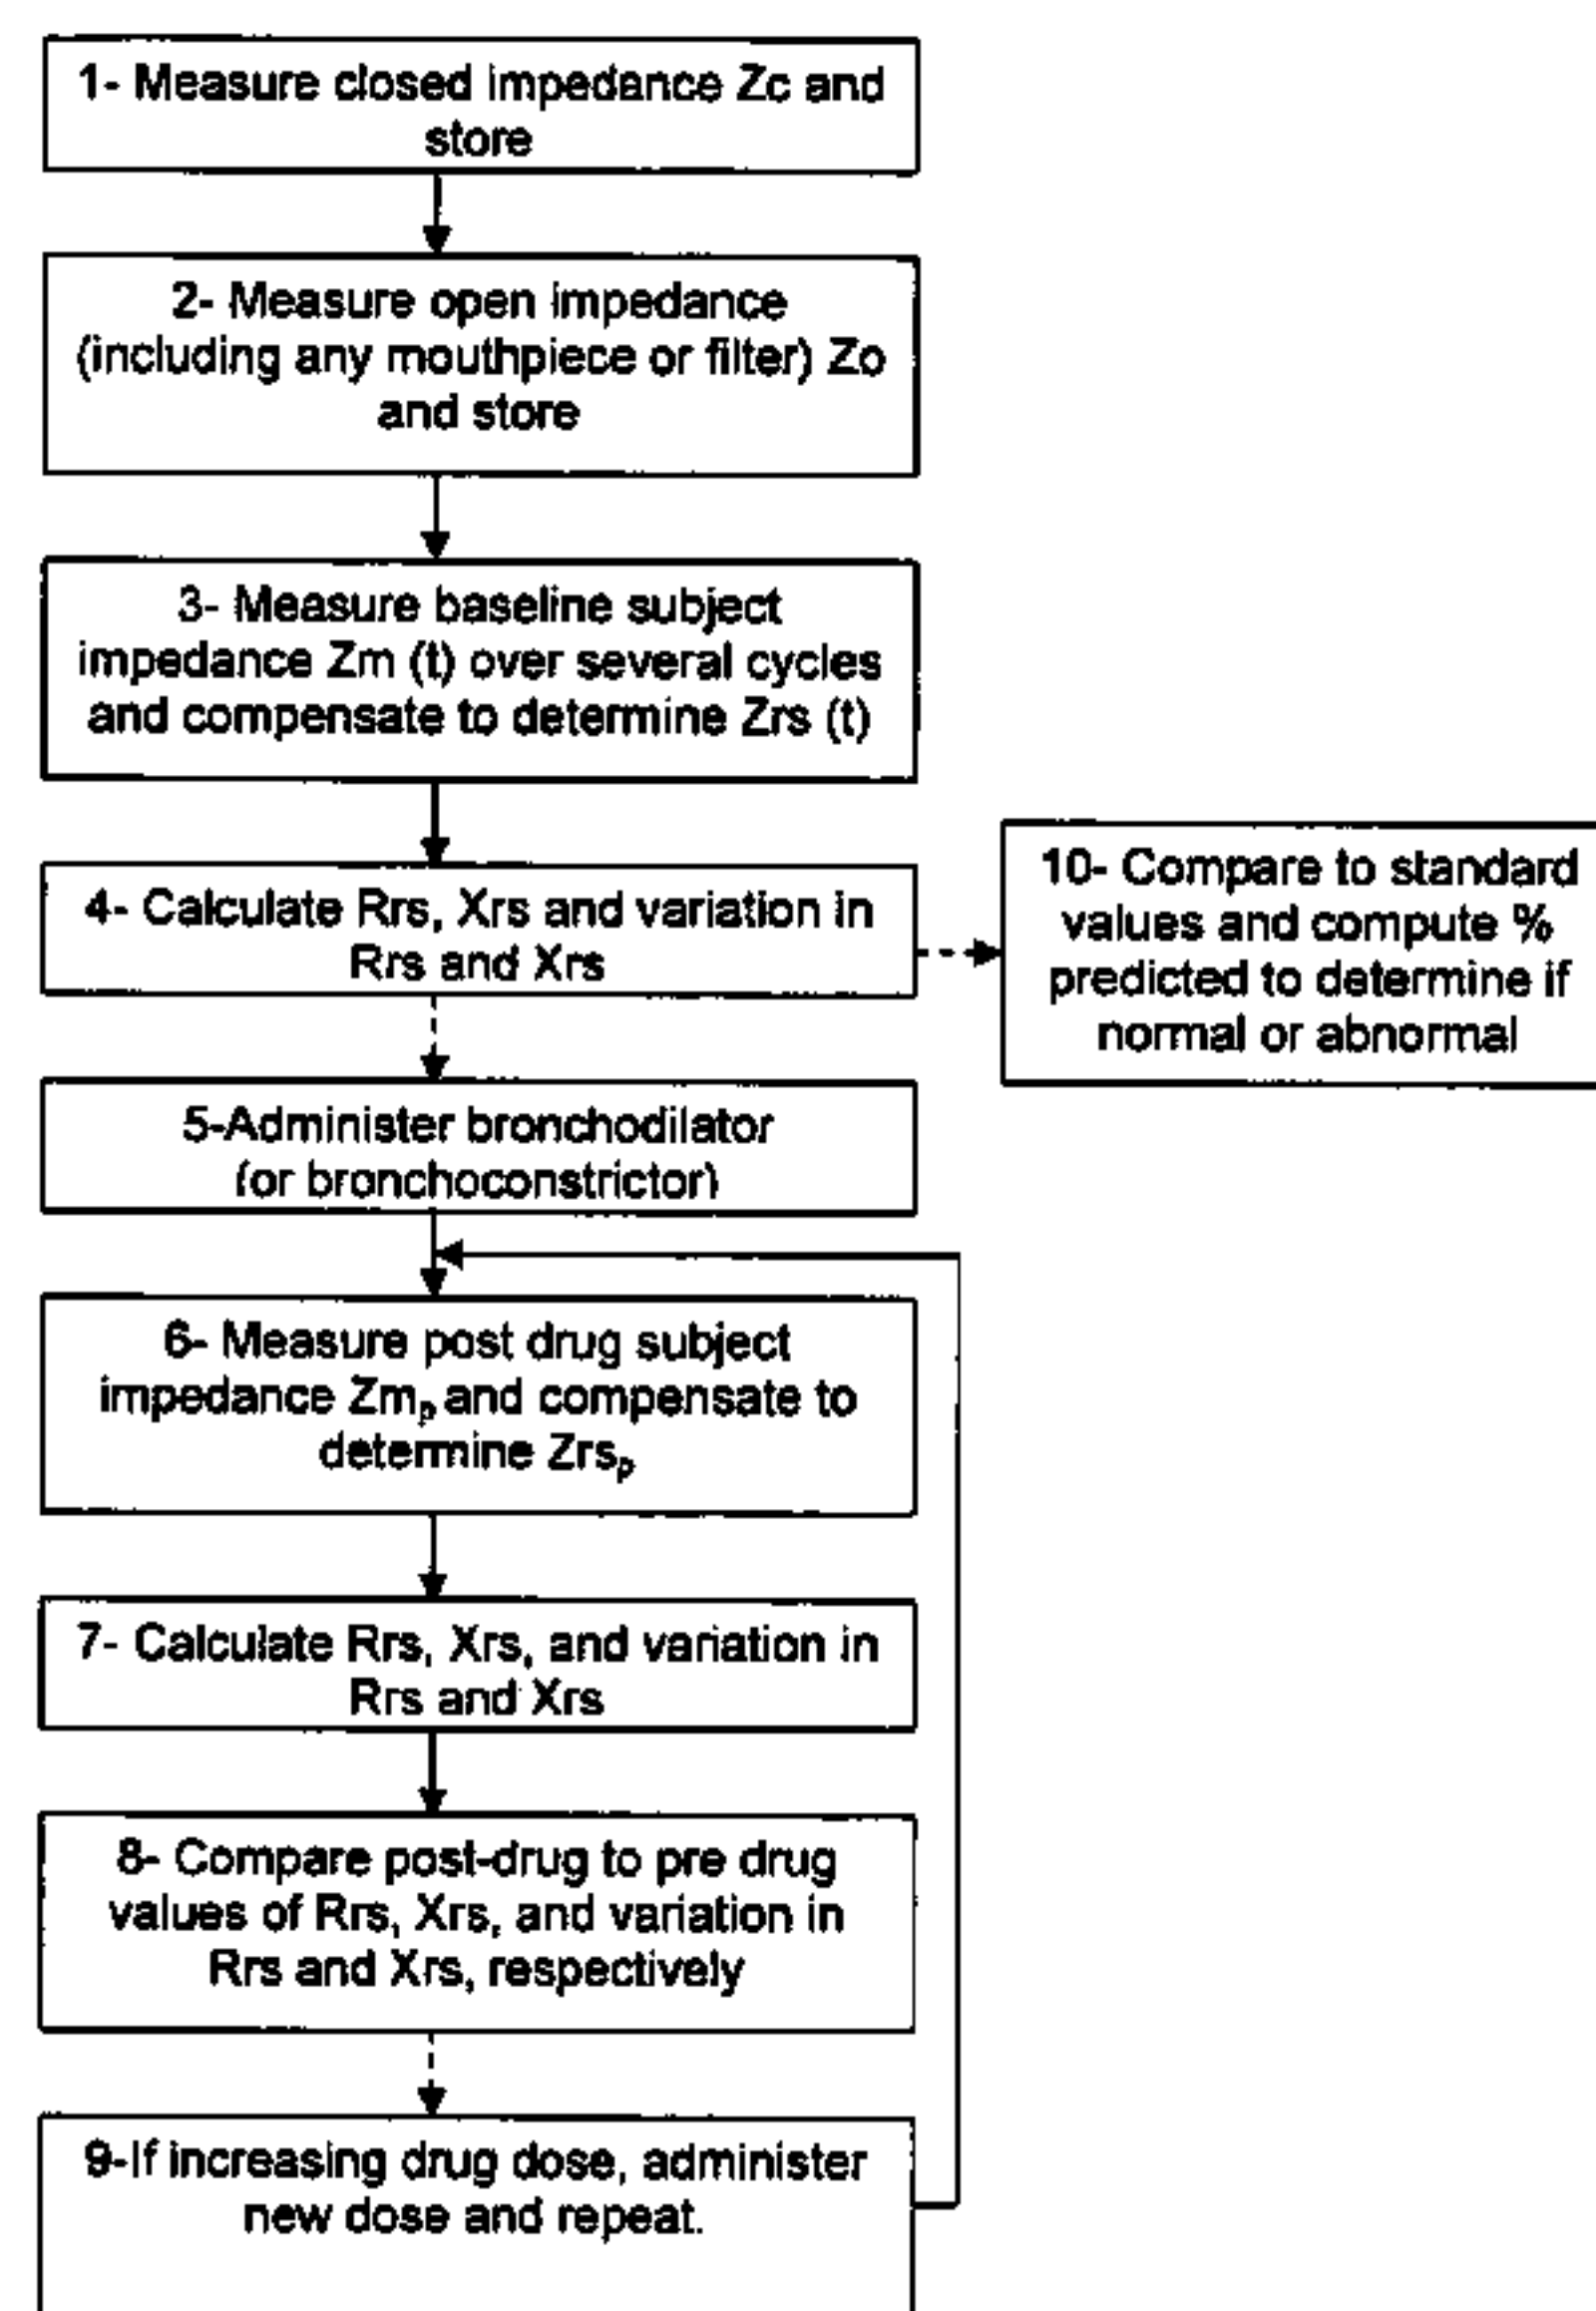 1- Measure closed impedance Zc and
store
2- Measure open impedance
(including any mouthpiece or filter) Zo
and store
3- Measure baseline subject
impedance Zm (t) over several cycles
and compensate to determine Zrs (t)
4- Calculate Rrs, Xrs and variation in
Rrs and Xrs
10- Compare to standard
values and compute %
predicted to determine if
normal or abnormal
5-Administer bronchodilator
(or bronchoconstrictor)
6- Measure post drug subject
impedance Zmp and compensate to
determine Zrsp
7- Calculate Rrs, Xrs, and variation in
Rrs and Xrs
8- Compare post-drug to pre drug
values of Rrs, Xrs, and variation in
Rrs and Xrs, respectively
9-If increasing drug dose, administer
new dose and repeat.